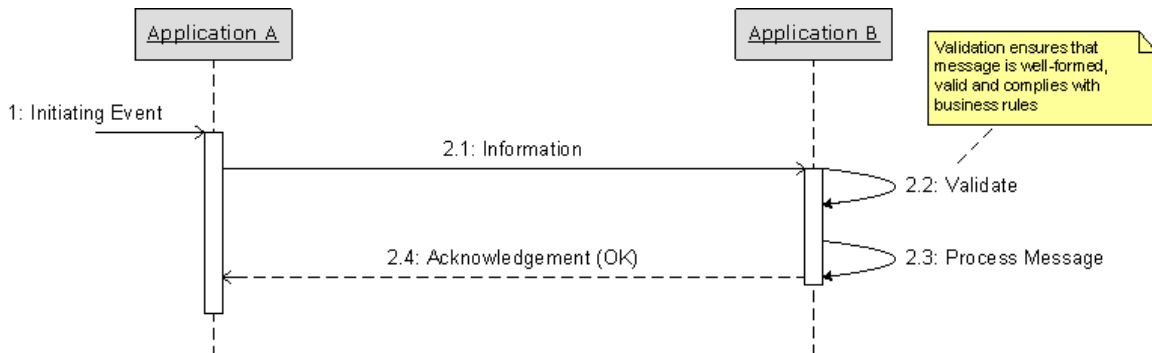 Application A
Application B
Validation ensures that
message is well-formed,
valid and complies with
business rules
1: Initiating Event
2.1: Information
2.2: Validate
2.4: Acknowledgement (OK)
2.3: Process Message